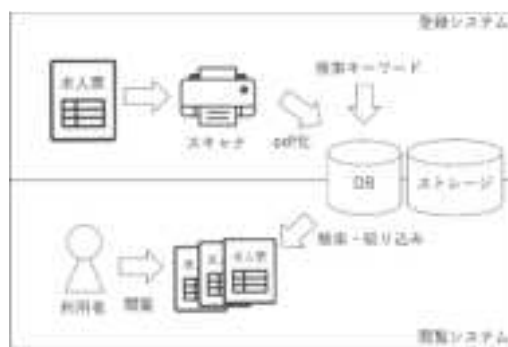 登録システム
求人票
検索キーワード
スキャナ
pdf化
DB
ストレージ
検索・絞り込み
求人票
利用者
閲覧
閲覧システム